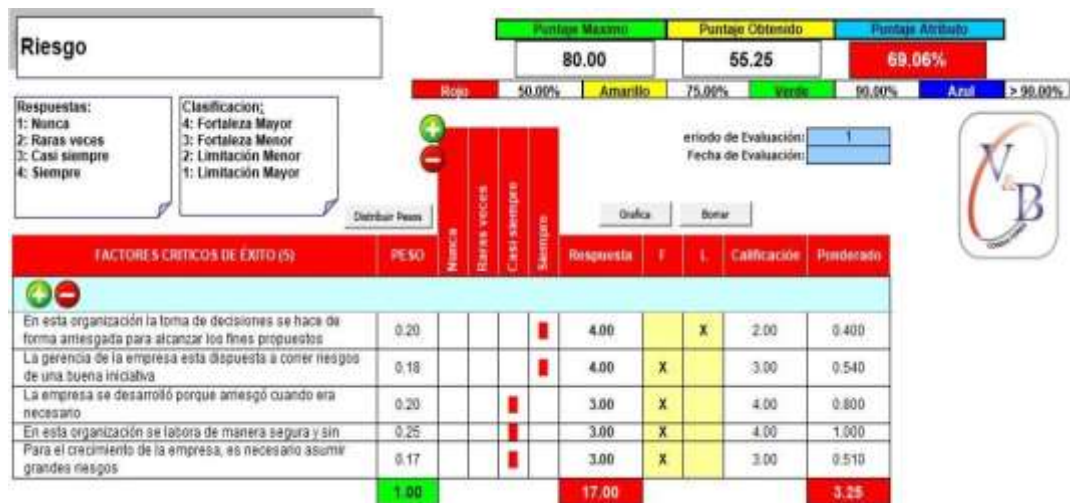 Riesgo
Puntaje Maximo Puntaje Obtenido Puntaje Atributo
80.00 55.25 69.06%
Rojo 50.00% Amarillo 75.00% Verde 90.00% Azul > 90.00%
Respuestas:
1: Nunca
2: Raras veces
3: Casi siempre
4: Siempre
Clasificacion;
4: Fortaleza Mayor
3: Fortaleza Menor
2: Limitación Menor
1: Limitación Mayor
eriodo de Evaluación: 1
Fecha de Evaluación:
V&B
Distribuir Pesos
Grafica Borrar
FACTORES CRITICOS DE ÉXITO (5) PESO Nunca Raras veces Casi siempre Siempre Respuesta F L Calificación Ponderado
En esta organización la toma de decisiones se hace de
forma arriesgada para alcanzar los fines propuestos
0.20 4.00 X 2.00 0.400
La gerencia de la empresa esta dispuesta a correr riesgos
de una buena iniciativa
0.18 4.00 X 3.00 0.540
La empresa se desarrolló porque arriesgó cuando era
necesario
0.20 3.00 X 4.00 0.800
En esta organización se labora de manera segura y sin 0.25 3.00 X 4.00 1.000
Para el crecimiento de la empresa, es necesario asumir
grandes riesgos
0.17 3.00 X 3.00 0.510
1.00 17.00 3.25